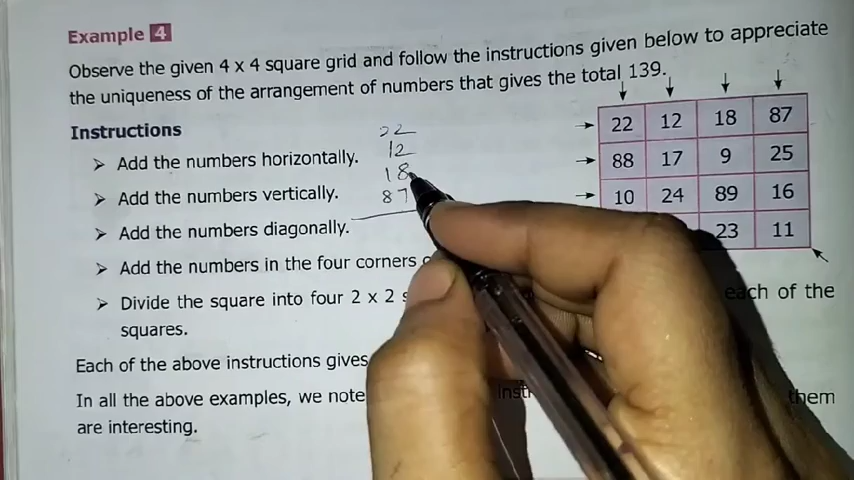 Example 4
Observe the given 4 x 4 square grid and follow the instructions given below to appreciate
the uniqueness of the arrangement of numbers that gives the total 139.
Instructions
➢ Add the numbers horizontally.
➢ Add the numbers vertically.
➢ Add the numbers diagonally.
➢ Add the numbers in the four corners
➢ Divide the square into four 2 x 2
each of the
squares.
Each of the above instructions gives
In all the above examples, we note
them
are interesting.
22
12
18
87
22 12 18 87
88 17 9 25
10 24 89 16
23 11